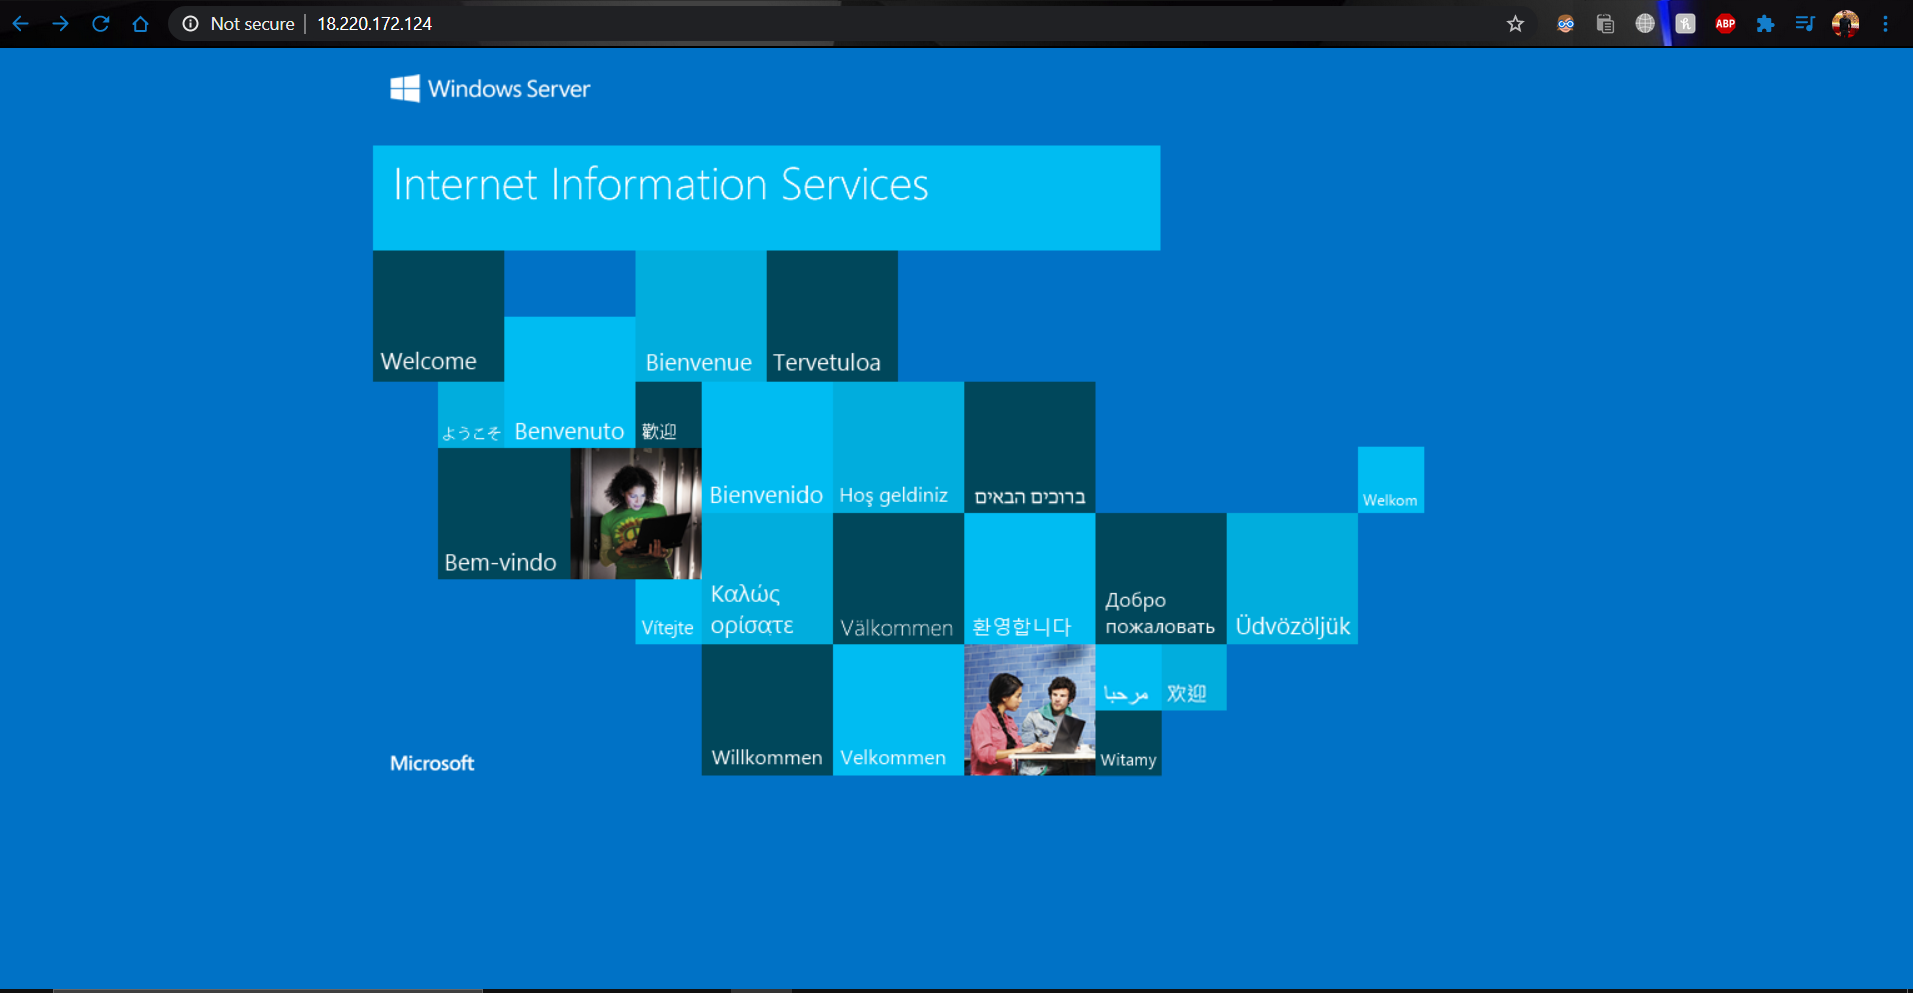 Not secure
18.220.172.124
ABP
Windows Server
Internet Information Services
Welcome
Bienvenue
Tervetuloa
ようこそ
Benvenuto
歡迎
Bienvenido
Hoş geldiniz
ברוכים הבאים
Welkom
Bem-vindo
Vítejte
Καλώς
ορίσατε
Välkommen
환영합니다
Добро
пожаловать
Üdvözöljük
Willkommen
Velkommen
مرحبا
欢迎
Witamy
Microsoft